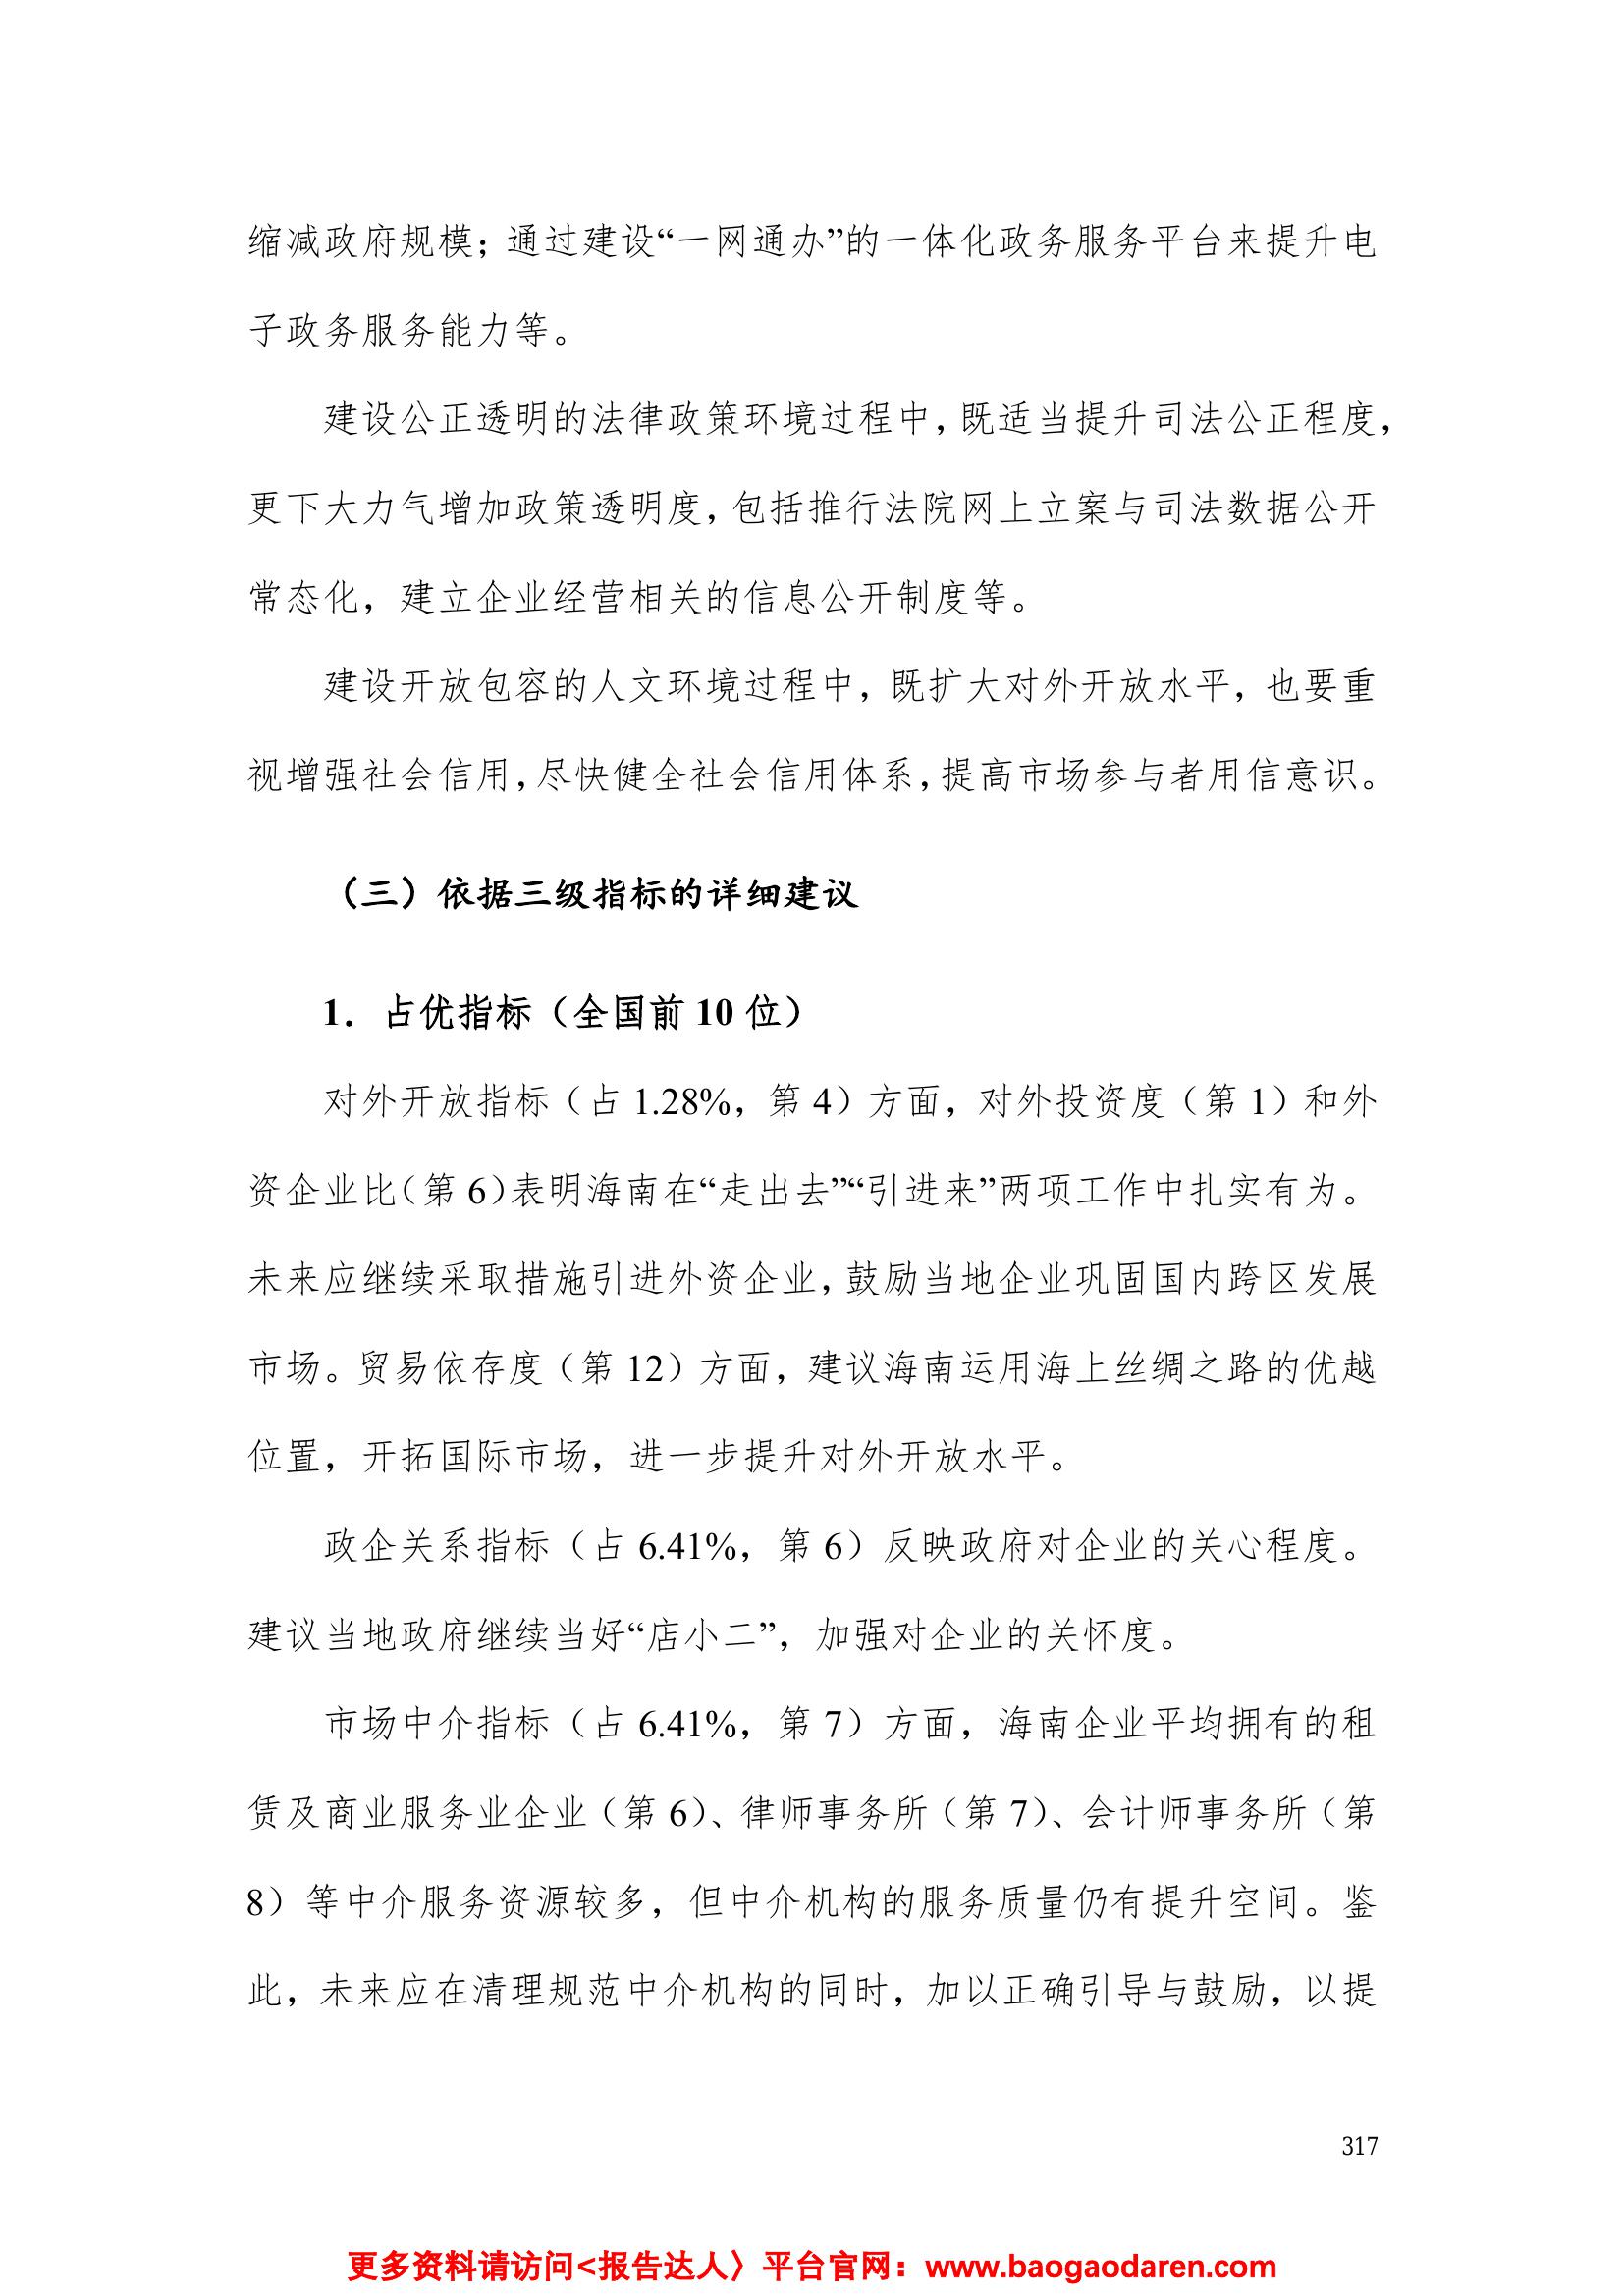 缩减政府规模；通过建设“一网通办”的一体化政务服务平台来提升电
子政务服务能力等。
建设公正透明的法律政策环境过程中，既适当提升司法公正程度，
更下大力气增加政策透明度，包括推行法院网上立案与司法数据公开
常态化，建立企业经营相关的信息公开制度等。
建设开放包容的人文环境过程中，既扩大对外开放水平，也要重
视增强社会信用，尽快健全社会信用体系，提高市场参与者用信意识。
（三）依据三级指标的详细建议
1．占优指标（全国前 10 位）
对外开放指标（占 1.28%，第 4）方面，对外投资度（第 1）和外
资企业比（第 6）表明海南在“走出去”“引进来”两项工作中扎实有为。
未来应继续采取措施引进外资企业，鼓励当地企业巩固国内跨区发展
市场。贸易依存度（第 12）方面，建议海南运用海上丝绸之路的优越
位置，开拓国际市场，进一步提升对外开放水平。
政企关系指标（占 6.41%，第 6）反映政府对企业的关心程度。
建议当地政府继续当好“店小二”，加强对企业的关怀度。
市场中介指标（占 6.41%，第 7）方面，海南企业平均拥有的租
赁及商业服务业企业（第 6）、律师事务所（第 7）、会计师事务所（第
8）等中介服务资源较多，但中介机构的服务质量仍有提升空间。鉴
此，未来应在清理规范中介机构的同时，加以正确引导与鼓励，以提
317
更多资料请访问<报告达人〉平台官网：www.baogaodaren.com